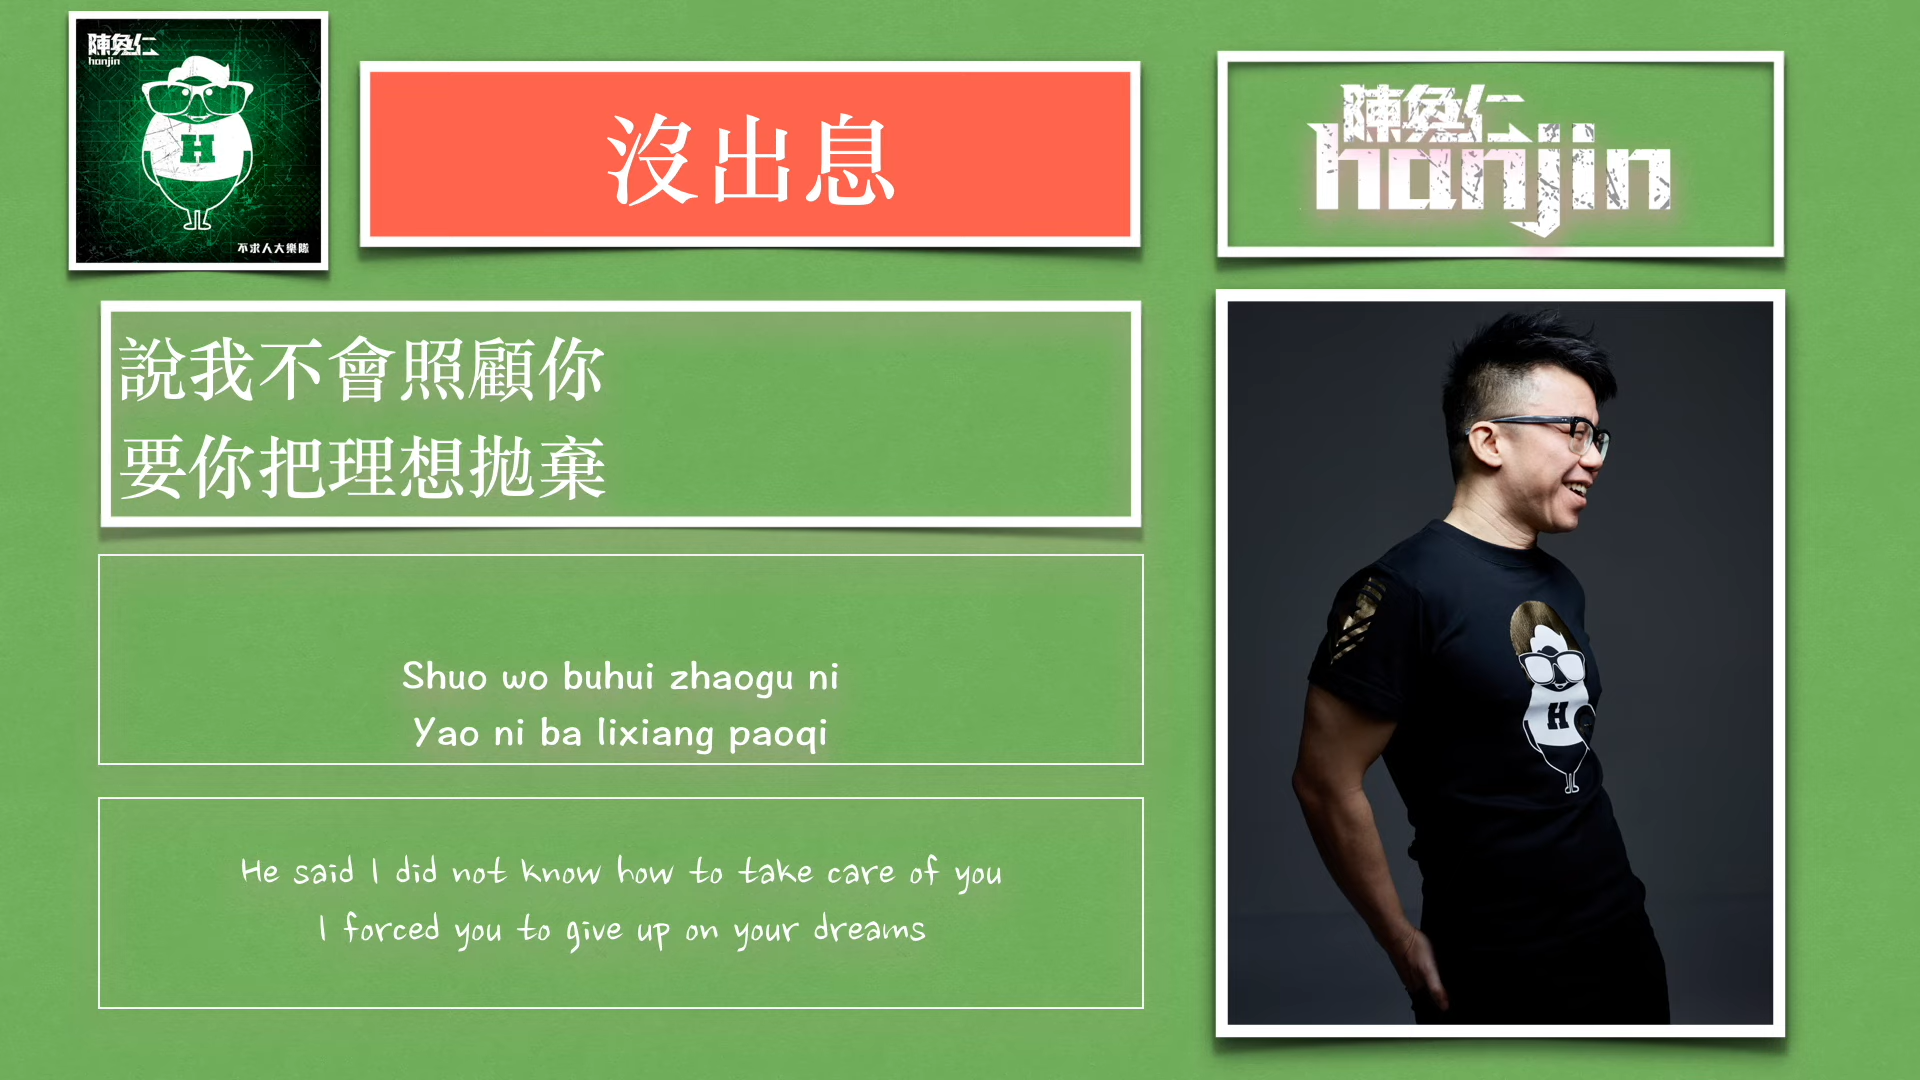 陳奐仁
hanjin
H
不求人大樂隊
沒出息
陳奐仁
hanjin
說我不會照顧你
要你把理想拋棄
Shuo wo buhui zhaogu ni
Yao ni ba lixiang paoqi
He said I did not know how to take care of you
I forced you to give up on your dreams
H